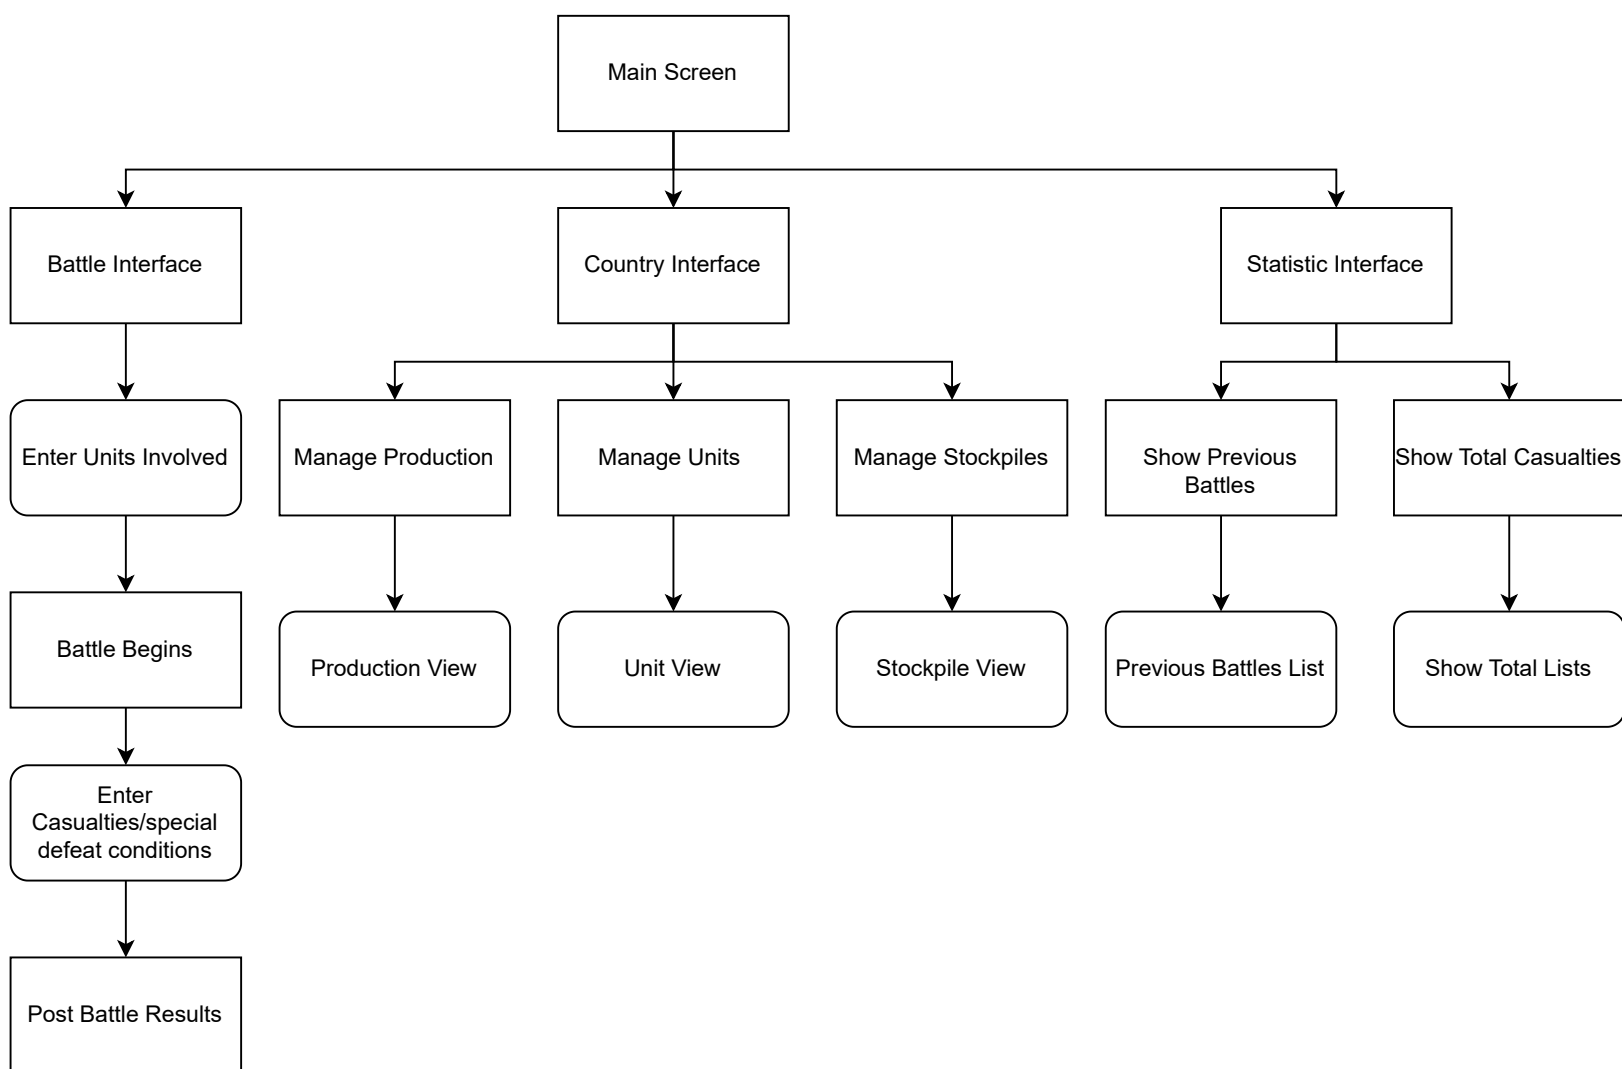 Main Screen
Battle Interface
Country Interface
Statistic Interface
Enter Units Involved
Manage Production
Manage Units
Manage Stockpiles
Show Previous
Battles
Show Total Casualties
Battle Begins
Production View
Unit View
Stockpile View
Previous Battles List
Show Total Lists
Enter
Casualties/special
defeat conditions
Post Battle Results